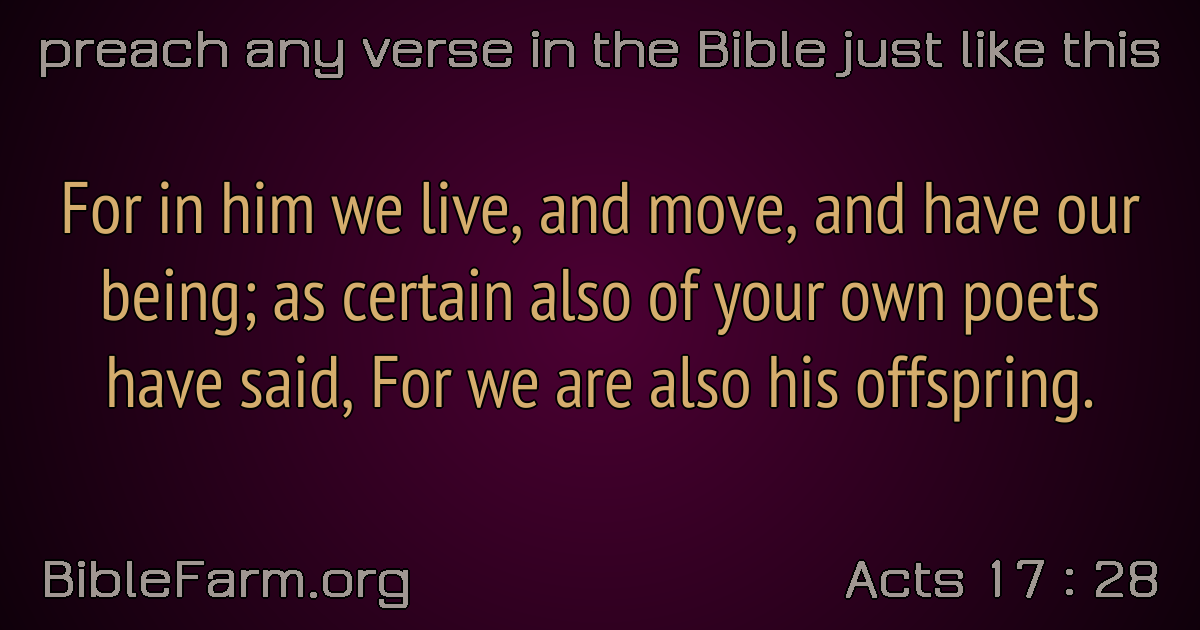 preach any verse in the Bible just like this
For in him we live, and move, and have our
being; as certain also of your own poets
have said, For we are also his offspring.
BibleFarm.org
Acts 17 : 28